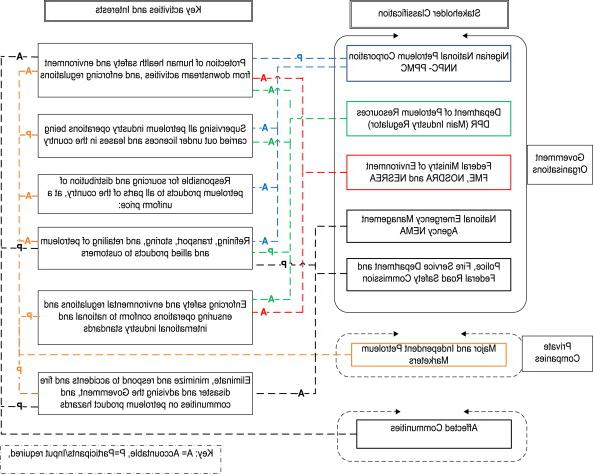 Stakeholder Classification
Key activities and Interests
Government
Organisations
Nigerian National Petroleum Corporation
NNPC- PPMC
Department of Petroleum Resources
DPR (Main Industry Regulator)
Federal Ministry of Environment
FME, NOSDRA and NESREA
National Emergency Management
Agency NEMA
Police, Fire, Service Department and
Federal Road Safety Commission
Private
Companies
Major and Independent Petroleum
Marketers
Affected Communities
P
A
A
Protection of human health safety and environment
from downstream activities, and enforcing regulations
A
A
A
Supervising all petroleum industry operations being
carried out under licences and leases in the country
P
A
Responsible for sourcing and distribution of
petroleum products to all parts of the country, at a
uniform price:
A
A
P
P
Refining, transport, storing, and retailing of petroleum
and allied products to customers
A
P
A
A
Enforcing safety and environmental regulations and
ensuring operations conform to national and
international industry standards
P
A
Eliminate, minimize and respond to accidents and fire
disaster and advising the Government, and
communities on petroleum product hazards
P
P
Key: A= Accountable, P=Participants/Input required.